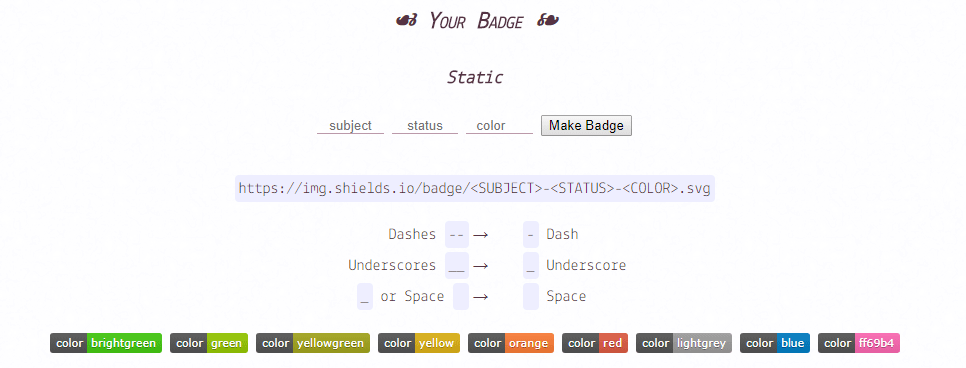 Your Badge
Static
subject status color Make Badge
https://img.shields.io/badge/<SUBJECT>-<STATUS>-<COLOR>.svg
Dashes -- → - Dash
Underscores __ → _ Underscore
_ or Space → Space
color brightgreen color green color yellowgreen color yellow color orange color red color lightgrey color blue color ff69b4